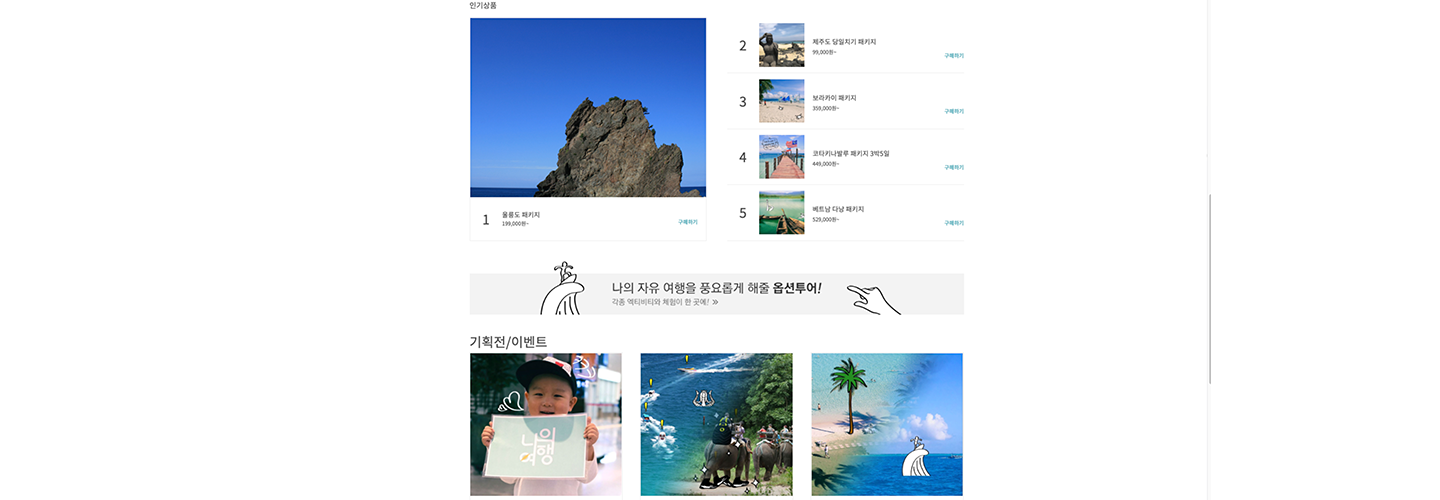 인기상품
1
울릉도 패키지
199,000원~
구매하기
2
제주도 당일치기 패키지
99,000원~
구매하기
3
보라카이 패키지
359,000원~
구매하기
4
코타키나발루 패키지 3박5일
449,000원~
구매하기
5
베트남 다낭 패키지
529,000원~
구매하기
나의 자유 여행을 풍요롭게 해줄 옵션투어!
각종 액티비티와 체험이 한 곳에! »
기획전/이벤트
나의
여행